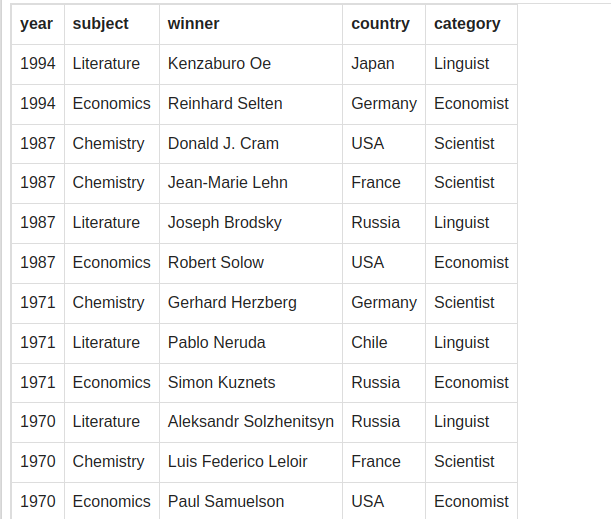 year subject winner country category
1994 Literature Kenzaburo Oe Japan Linguist
1994 Economics Reinhard Selten Germany Economist
1987 Chemistry Donald J. Cram USA Scientist
1987 Chemistry Jean-Marie Lehn France Scientist
1987 Literature Joseph Brodsky Russia Linguist
1987 Economics Robert Solow USA Economist
1971 Chemistry Gerhard Herzberg Germany Scientist
1971 Literature Pablo Neruda Chile Linguist
1971 Economics Simon Kuznets Russia Economist
1970 Literature Aleksandr Solzhenitsyn Russia Linguist
1970 Chemistry Luis Federico Leloir France Scientist
1970 Economics Paul Samuelson USA Economist